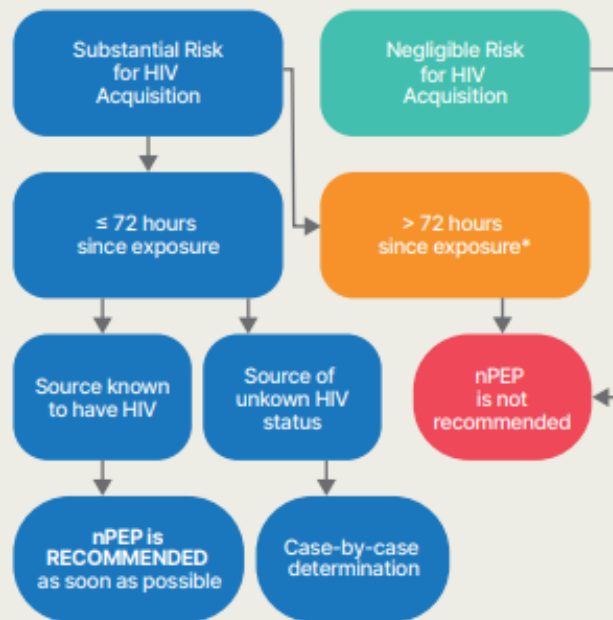 Substantial Risk
for HIV
Acquisition
Negligible Risk
for HIV
Acquisition
≤ 72 hours
since exposure
> 72 hours
since exposure*
Source known
to have HIV
Source of
unkown HIV
status
nPEP
is not
recommended
nPEP is
RECOMMENDED
as soon as possible
Case-by-case
determination